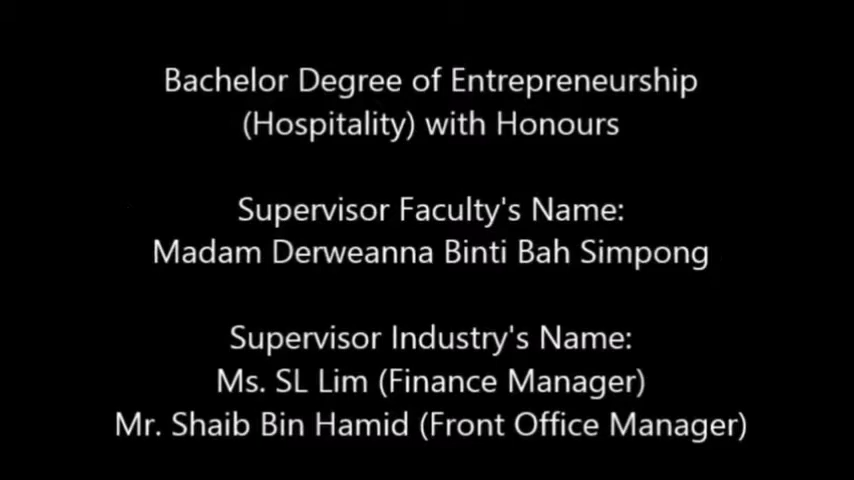 Bachelor Degree of Entrepreneurship
(Hospitality) with Honours
Supervisor Faculty's Name:
Madam Derweanna Binti Bah Simpong
Supervisor Industry's Name:
Ms. SL Lim (Finance Manager)
Mr. Shaib Bin Hamid (Front Office Manager)